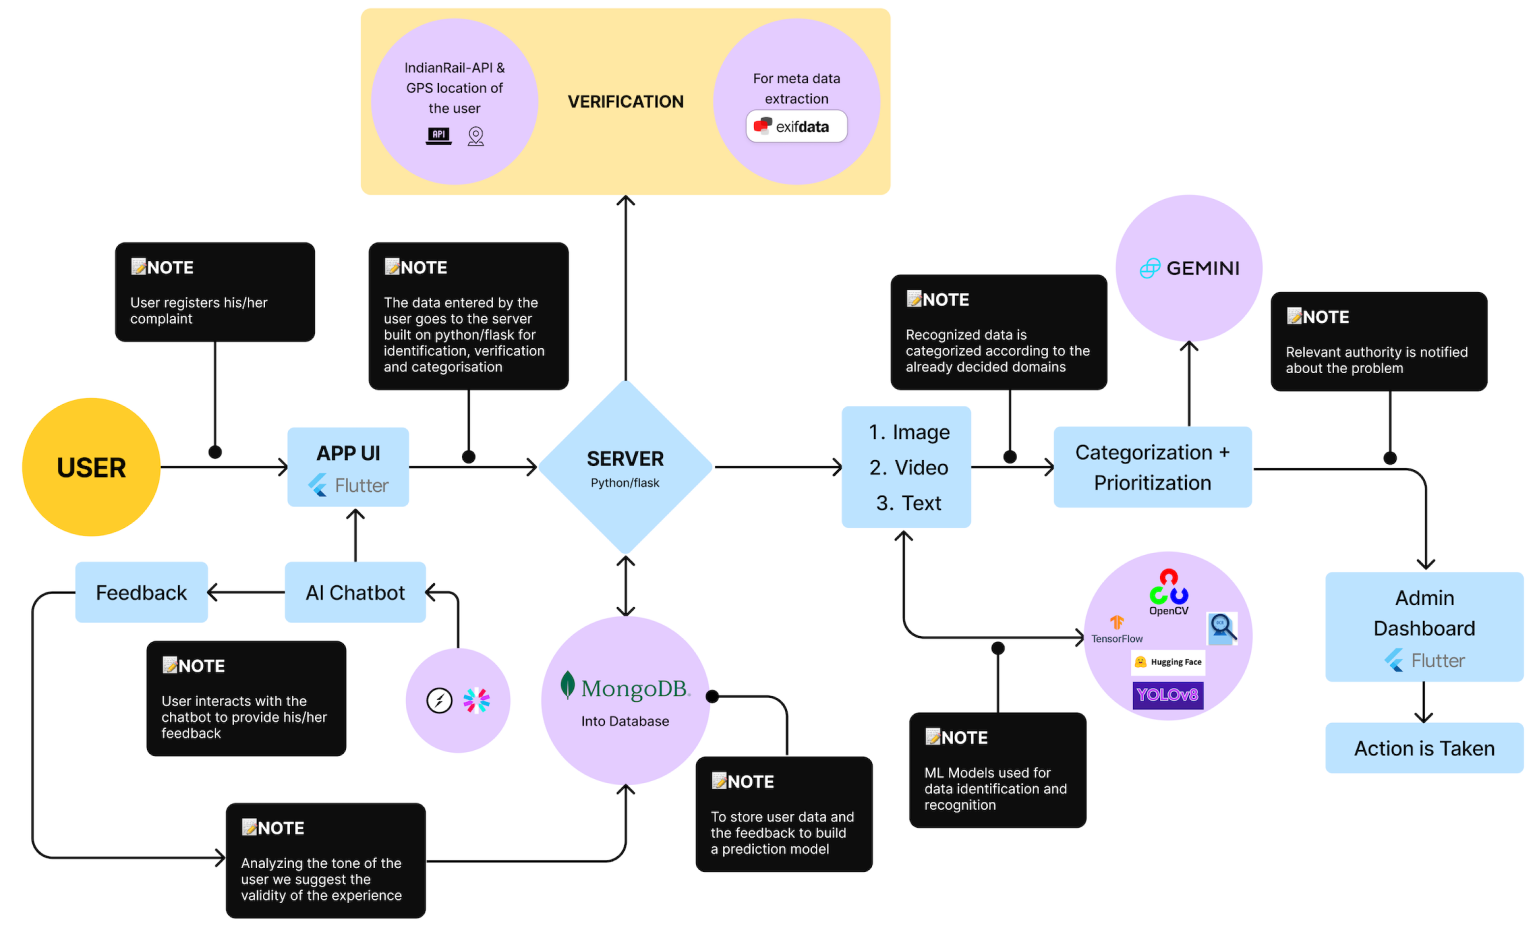 IndianRail-API &
GPS location of
the user
API
VERIFICATION
For meta data
extraction
exifdata
NOTE
User registers his/her
complaint
NOTE
The data entered by the
user goes to the server
built on python/flask for
identification, verification
and categorisation
NOTE
Recognized data is
categorized according to the
already decided domains
GEMINI
NOTE
Relevant authority is notified
about the problem
USER
APP UI
Flutter
SERVER
Python/flask
1. Image
2. Video
3. Text
Categorization +
Prioritization
Feedback
AI Chatbot
NOTE
User interacts with the
chatbot to provide his/her
feedback
MongoDB
Into Database
OpenCV
TensorFlow
Hugging Face
YOLOv8
Admin
Dashboard
Flutter
Action is Taken
NOTE
ML Models used for
data identification and
recognition
NOTE
To store user data and
the feedback to build
a prediction model
NOTE
Analyzing the tone of the
user we suggest the
validity of the experience